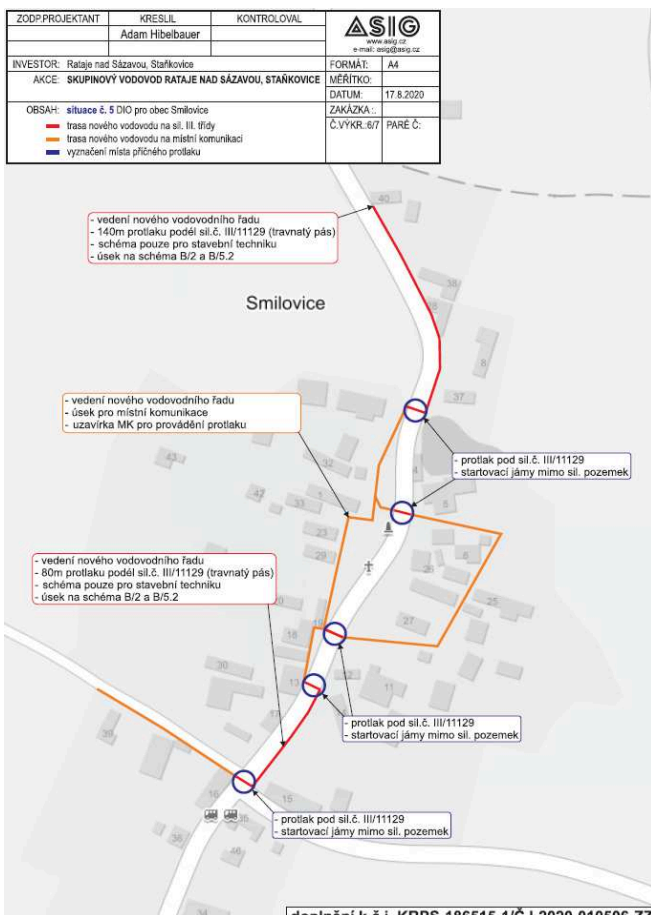 ZODP.PROJEKTANT KRESLIL KONTROLOVAL
Adam Hibelbauer
ASIG
www.asig.cz
e-mail: asig@asig.cz
INVESTOR: Rataje nad Sázavou, Staňkovice
FORMÁT: A4
AKCE: SKUPINOVÝ VODOVOD RATAJE NAD SÁZAVOU, STAŇKOVICE
MĚŘÍTKO:
DATUM: 17.8.2020
OBSAH: situace č. 5 DIO pro obec Smilovice
ZAKÁZKA :.
trasa nového vodovodu na sil. III. třídy
Č.VÝKR.:6/7 PARÉ Č:
trasa nového vodovodu na místní komunikaci
vyznačení místa příčného protlaku
40
- vedení nového vodovodního řadu
- 140m protlaku podél sil.č. III/11129 (travnatý pás)
- schéma pouze pro stavební techniku
- úsek na schéma B/2 a B/5.2
38
Smilovice
8
37
- vedení nového vodovodního řadu
- úsek pro místní komunikace
- uzavírka MK pro provádění protlaku
- protlak pod sil.č. III/11129
- startovací jámy mimo sil. pozemek
43
32
4
42
33
1
5
23
29
6
26
25
- vedení nového vodovodního řadu
- 80m protlaku podél sil.č. III/11129 (travnatý pás)
- schéma pouze pro stavební techniku
- úsek na schéma B/2 a B/5.2
27
19
18
30
13
12
11
17
- protlak pod sil.č. III/11129
- startovací jámy mimo sil. pozemek
39
16
15
35
36
46
- protlak pod sil.č. III/11129
- startovací jámy mimo sil. pozemek
34